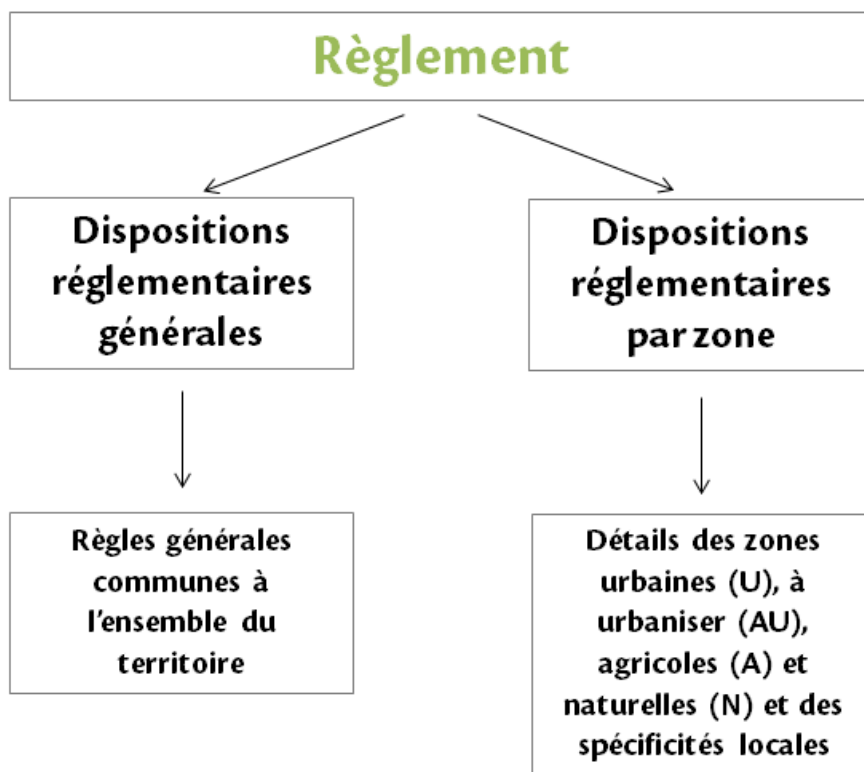 Règlement
Dispositions
réglementaires
générales
Dispositions
réglementaires
par zone
Règles générales
communes à
l'ensemble du
territoire
Détails des zones
urbaines (U), à
urbaniser (AU),
agricoles (A) et
naturelles (N) et des
spécificités locales